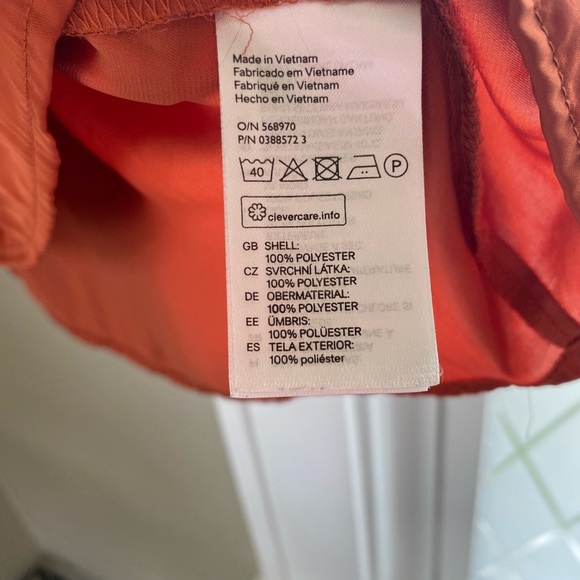 Made in Vietnam
Fabricado em Vietname
Fabriqué en Vietnam
Hecho en Vietnam
O/N 568970
P/N 0388572 3
40 P
clevercare.info
GB SHELL:
100% POLYESTER
CZ SVRCHNÍ LÁTKA:
100% POLYESTER
DE OBERMATERIAL:
100% POLYESTER
EE ÜMBRIS:
100% POLÜESTER
ES TELA EXTERIOR:
100% poliéster